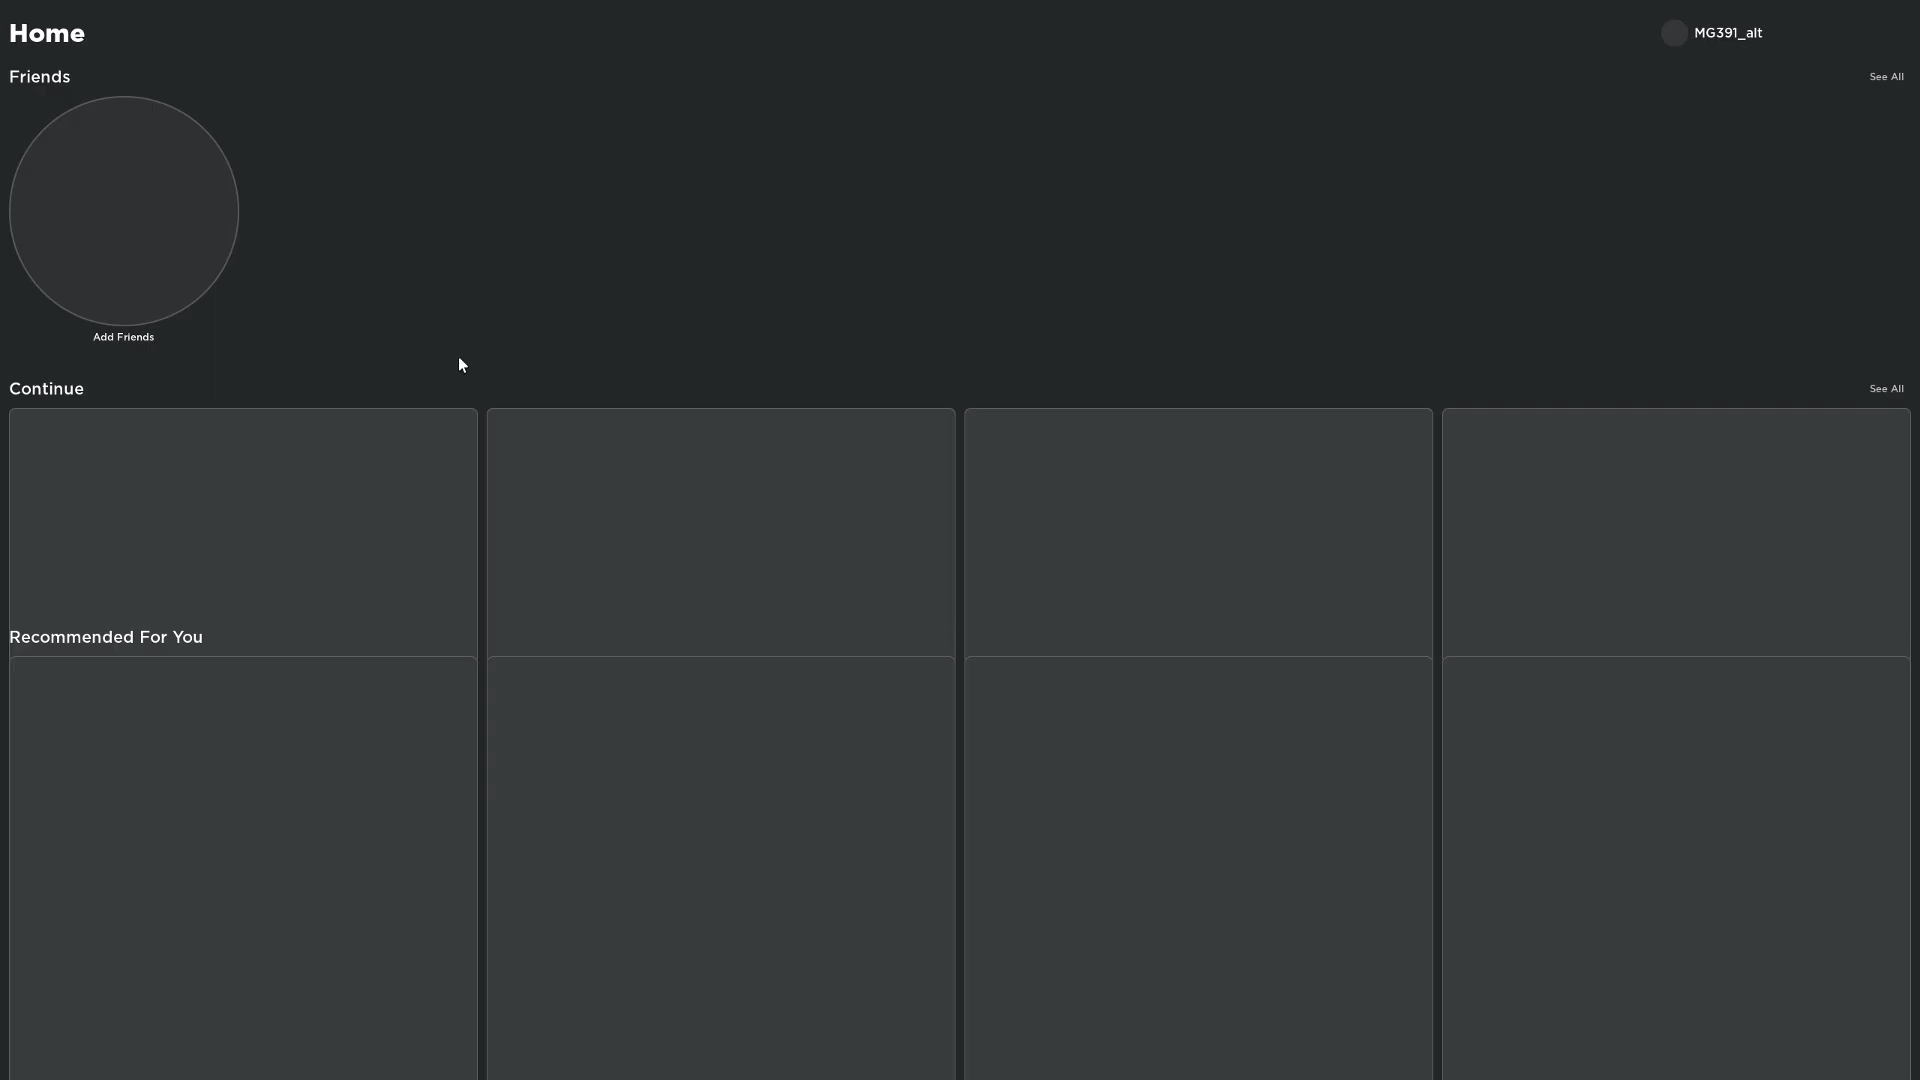 Home
MG391_alt
Friends
See All
Add Friends
Continue
See All
Recommended For You